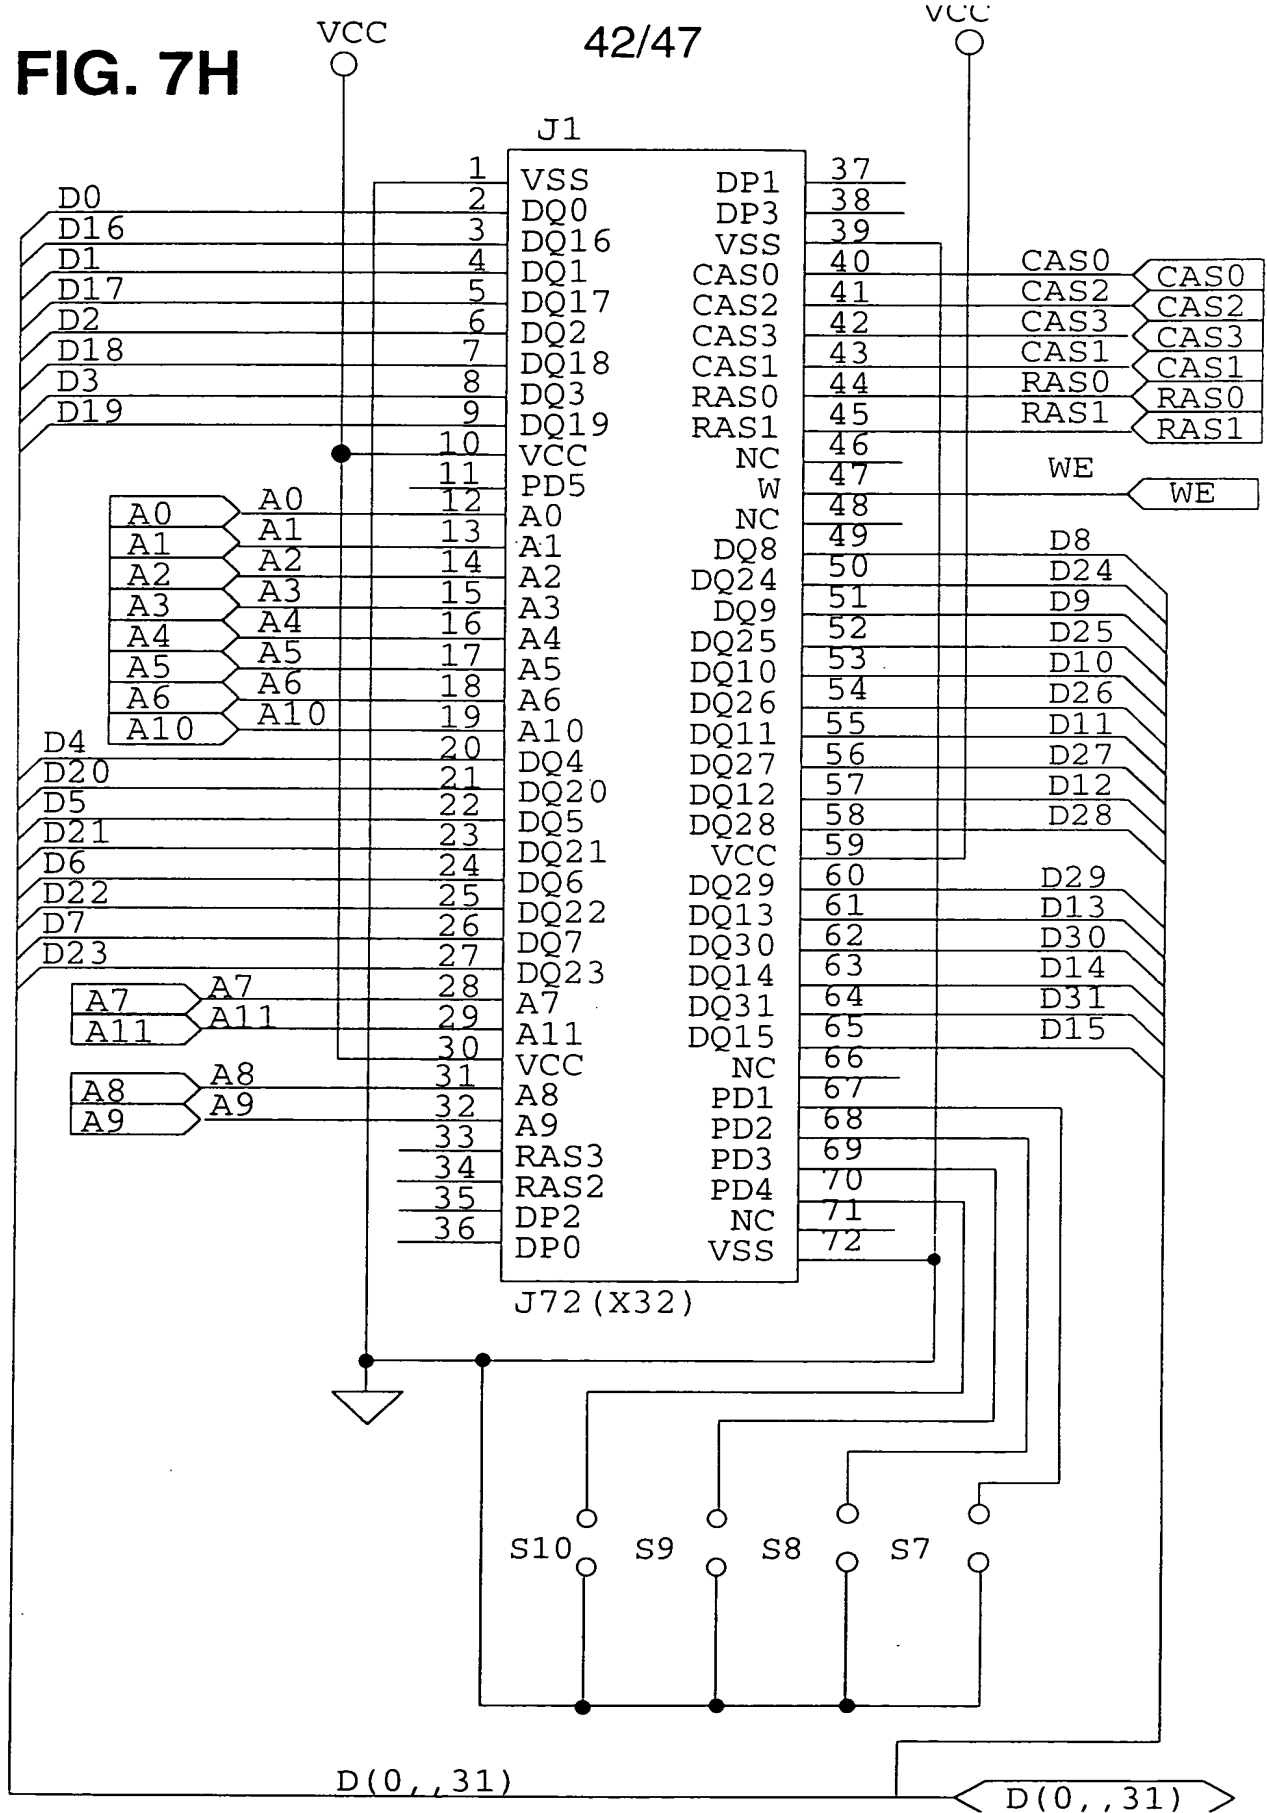 VCC
42/47
VCC
FIG. 7H
J1
1 VSS
D0 2 DQ0
D16 3 DQ16
D1 4 DQ1
D17 5 DQ17
D2 6 DQ2
D18 7 DQ18
D3 8 DQ3
D19 9 DQ19
10 VCC
11 PD5
A0 A0 12 A0
A1 A1 13 A1
A2 A2 14 A2
A3 A3 15 A3
A4 A4 16 A4
A5 A5 17 A5
A6 A6 18 A6
A10 A10 19 A10
D4 20 DQ4
D20 21 DQ20
D5 22 DQ5
D21 23 DQ21
D6 24 DQ6
D22 25 DQ22
D7 26 DQ7
D23 27 DQ23
A7 A7 28 A7
A11 A11 29 A11
30 VCC
A8 A8 31 A8
A9 A9 32 A9
33 RAS3
34 RAS2
35 DP2
36 DP0
DP1 37
DP3 38
VSS 39
CAS0 40 CAS0 CAS0
CAS2 41 CAS2 CAS2
CAS3 42 CAS3 CAS3
CAS1 43 CAS1 CAS1
RAS0 44 RAS0 RAS0
RAS1 45 RAS1 RAS1
NC 46
W 47 WE WE
NC 48
DQ8 49 D8
DQ24 50 D24
DQ9 51 D9
DQ25 52 D25
DQ10 53 D10
DQ26 54 D26
DQ11 55 D11
DQ27 56 D27
DQ12 57 D12
DQ28 58 D28
VCC 59
DQ29 60 D29
DQ13 61 D13
DQ30 62 D30
DQ14 63 D14
DQ31 64 D31
DQ15 65 D15
NC 66
PD1 67
PD2 68
PD3 69
PD4 70
NC 71
VSS 72
J72(X32)
S10 S9 S8 S7
D(0,,31)
D(0,,31)